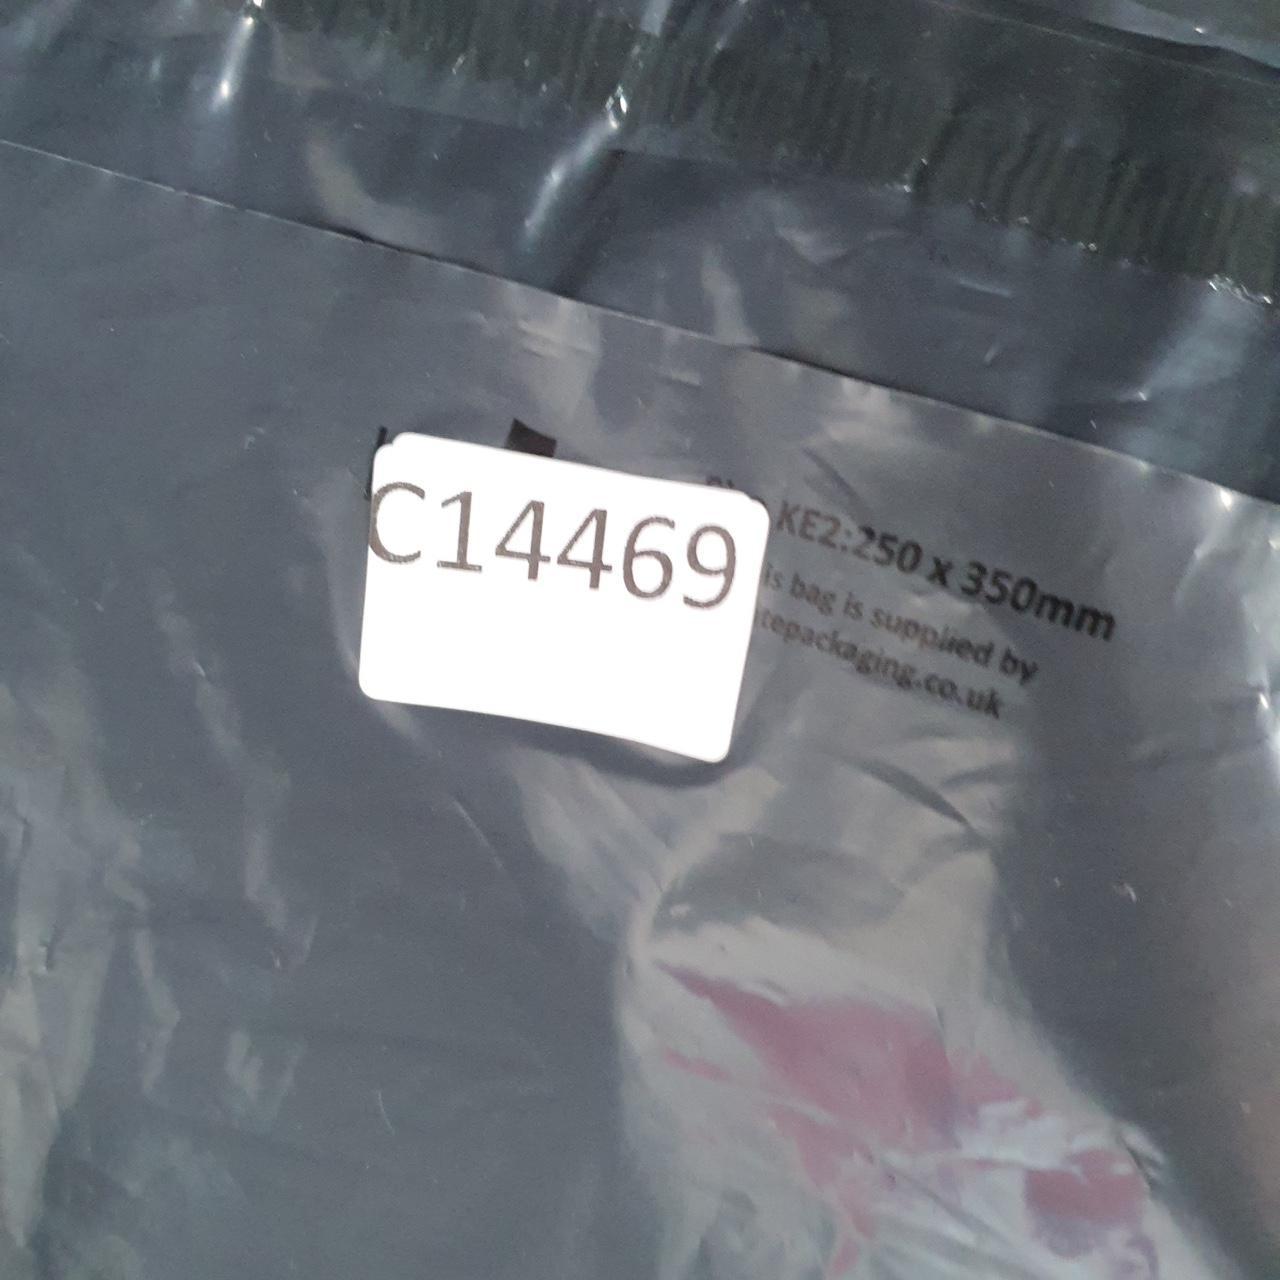 C14469
KE2:250 x 350mm
is bag is supplied by
tepackaging.co.uk